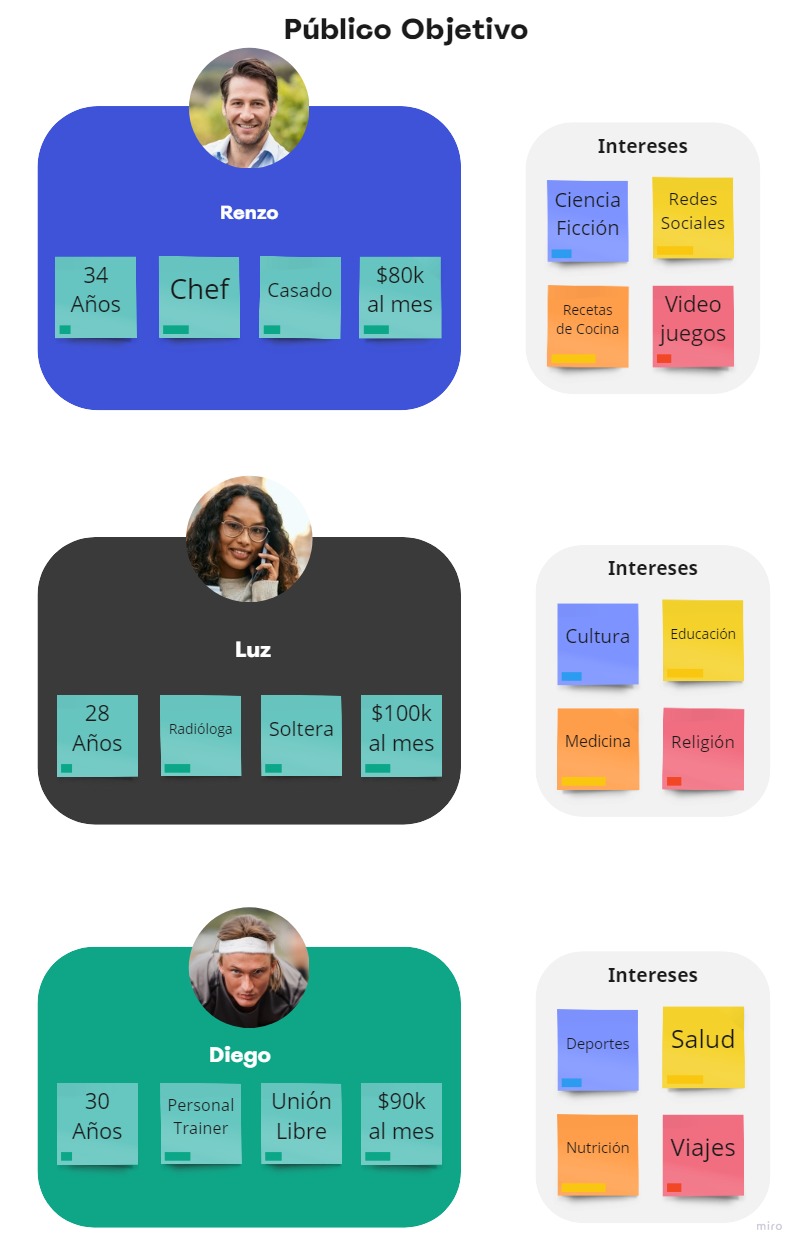 Público Objetivo
Renzo
34
Años
Chef
Casado
$80k
al mes
Intereses
Ciencia
Ficción
Redes
Sociales
Recetas
de Cocina
Video
juegos
Luz
28
Años
Radióloga
Soltera
$100k
al mes
Intereses
Cultura
Educación
Medicina
Religión
Diego
30
Años
Personal
Trainer
Unión
Libre
$90k
al mes
Intereses
Deportes
Salud
Nutrición
Viajes
miro